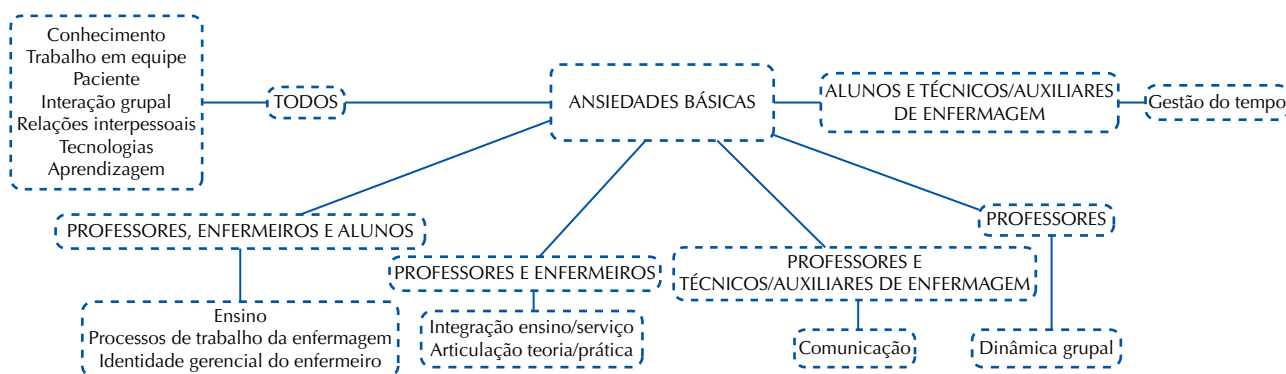 Conhecimento
Trabalho em equipe
Paciente
Interação grupal
Relações interpessoais
Tecnologias
Aprendizagem
TODOS
ANSIEDADES BÁSICAS
ALUNOS E TÉCNICOS/AUXILIARES
DE ENFERMAGEM
Gestão do tempo
PROFESSORES, ENFERMEIROS E ALUNOS
Ensino
Processos de trabalho da enfermagem
Identidade gerencial do enfermeiro
PROFESSORES E ENFERMEIROS
Integração ensino/serviço
Articulação teoria/prática
PROFESSORES E
TÉCNICOS/AUXILIARES DE ENFERMAGEM
Comunicação
PROFESSORES
Dinâmica grupal